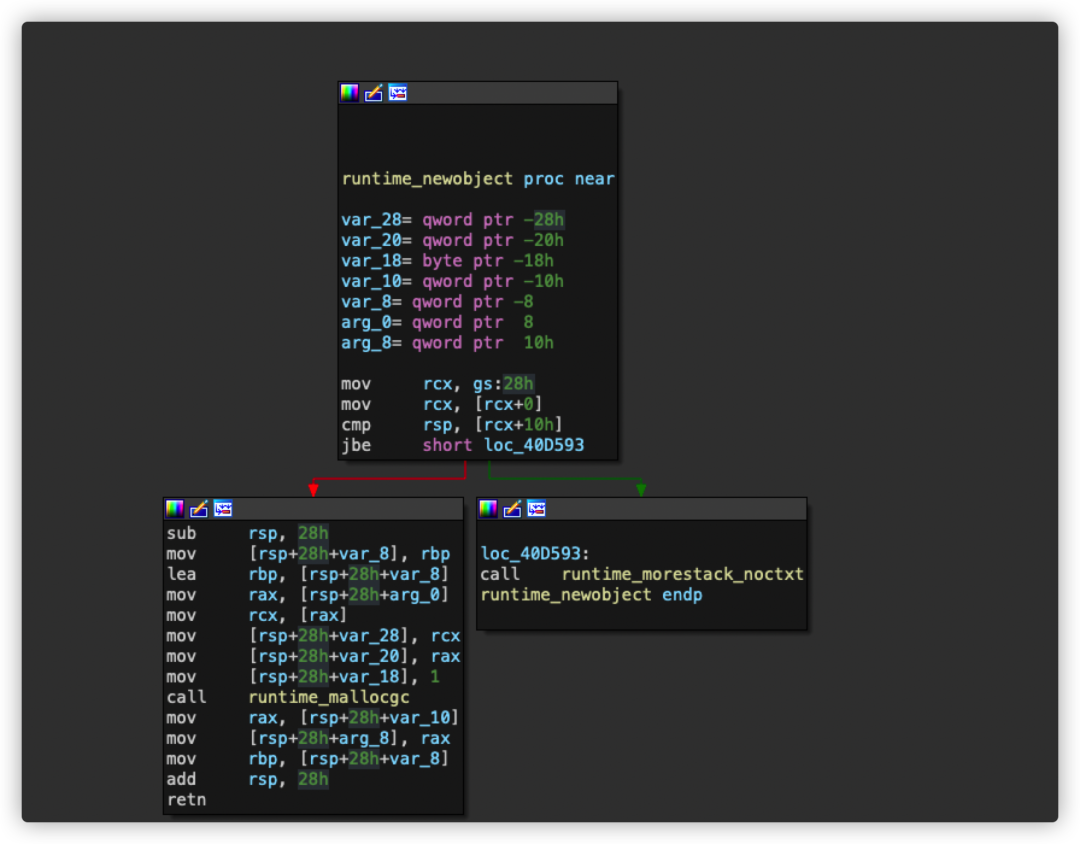 runtime_newobject proc near
var_28= qword ptr -28h
var_20= qword ptr -20h
var_18= byte ptr -18h
var_10= qword ptr -10h
var_8= qword ptr -8
arg_0= qword ptr  8
arg_8= qword ptr  10h
mov     rcx, gs:28h
mov     rcx, [rcx+0]
cmp     rsp, [rcx+10h]
jbe     short loc_40D593
sub     rsp, 28h
mov     [rsp+28h+var_8], rbp
lea     rbp, [rsp+28h+var_8]
mov     rax, [rsp+28h+arg_0]
mov     rcx, [rax]
mov     [rsp+28h+var_28], rcx
mov     [rsp+28h+var_20], rax
mov     [rsp+28h+var_18], 1
call    runtime_mallocgc
mov     rax, [rsp+28h+var_10]
mov     [rsp+28h+arg_8], rax
mov     rbp, [rsp+28h+var_8]
add     rsp, 28h
retn
loc_40D593:
call    runtime_morestack_noctxt
runtime_newobject endp